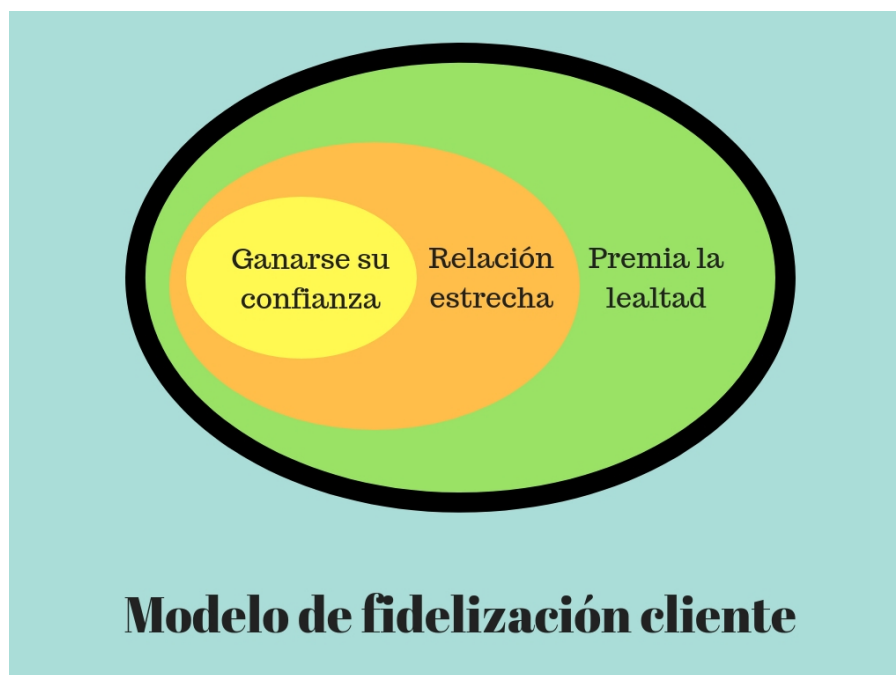 Ganarse su
confianza
Relación
estrecha
Premia la
lealtad
Modelo de fidelización cliente